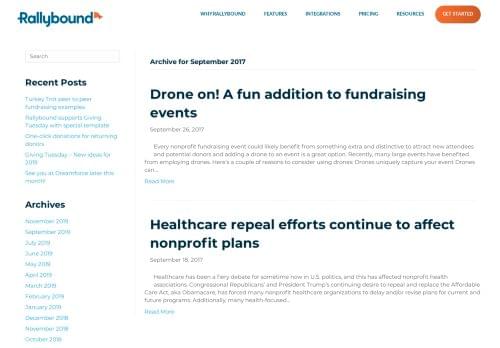 Rallybound
WHY RALLYBOUND
FEATURES
INTEGRATIONS
PRICING
RESOURCES
GET STARTED
Search
Recent Posts
Turkey Trot peer to peer
fundraising examples
Rallybound supports Giving
Tuesday with special template
One-click donations for returning
donors
Giving Tuesday – New ideas for
2019
See you at Dreamforce later this
month!
Archives
November 2019
September 2019
July 2019
June 2019
May 2019
April 2019
March 2019
February 2019
January 2019
December 2018
November 2018
October 2018
Archive for September 2017
Drone on! A fun addition to fundraising
events
September 26, 2017
Every nonprofit fundraising event could likely benefit from something extra and distinctive to attract new attendees
and potential donors and adding a drone to an event is a great option. Recently, many large events have benefited
from employing drones. Here's a couple of reasons to consider using drones: Drones uniquely capture your event Drones
can...
Read More
Healthcare repeal efforts continue to affect
nonprofit plans
September 18, 2017
Healthcare has been a fiery debate for sometime now in U.S. politics, and this has affected nonprofit health
associations. Congressional Republicans' and President Trump's continuing desire to repeal and replace the Affordable
Care Act, aka Obamacare, has forced many nonprofit healthcare organizations to delay and/or revise plans for current and
future programs. Additionally, many health-focused...
Read More